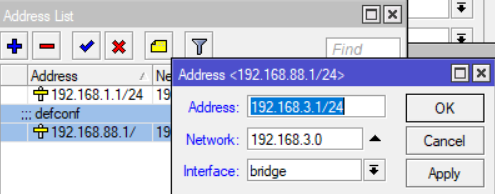 Address List
Find
Address
Ne
192.168.1.1/24
19
;;; defconf
192.168.88.1/
19
Address <192.168.88.1/24>
Address: 192.168.3.1/24
OK
Network: 192.168.3.0
Cancel
Interface: bridge
Apply